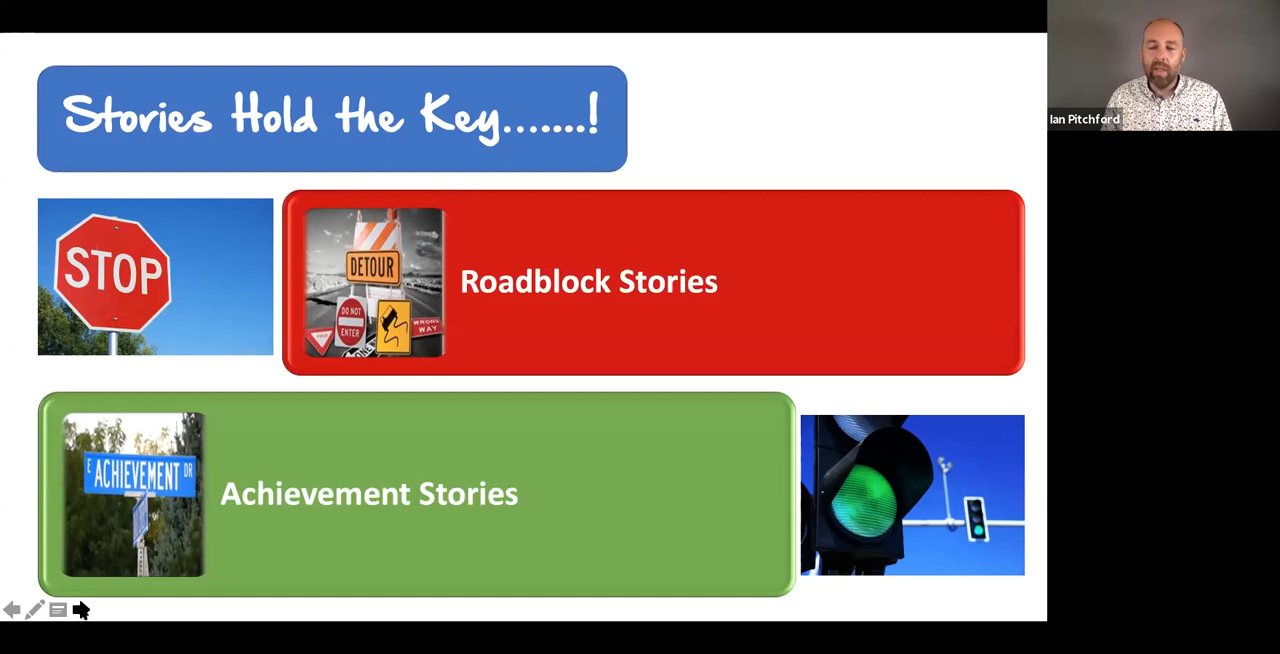 Stories Hold the Key.......!
Ian Pitchford
STOP
DETOUR
DO NOT
ENTER
WRONG
WAY
Roadblock Stories
E ACHIEVEMENT DR
Achievement Stories